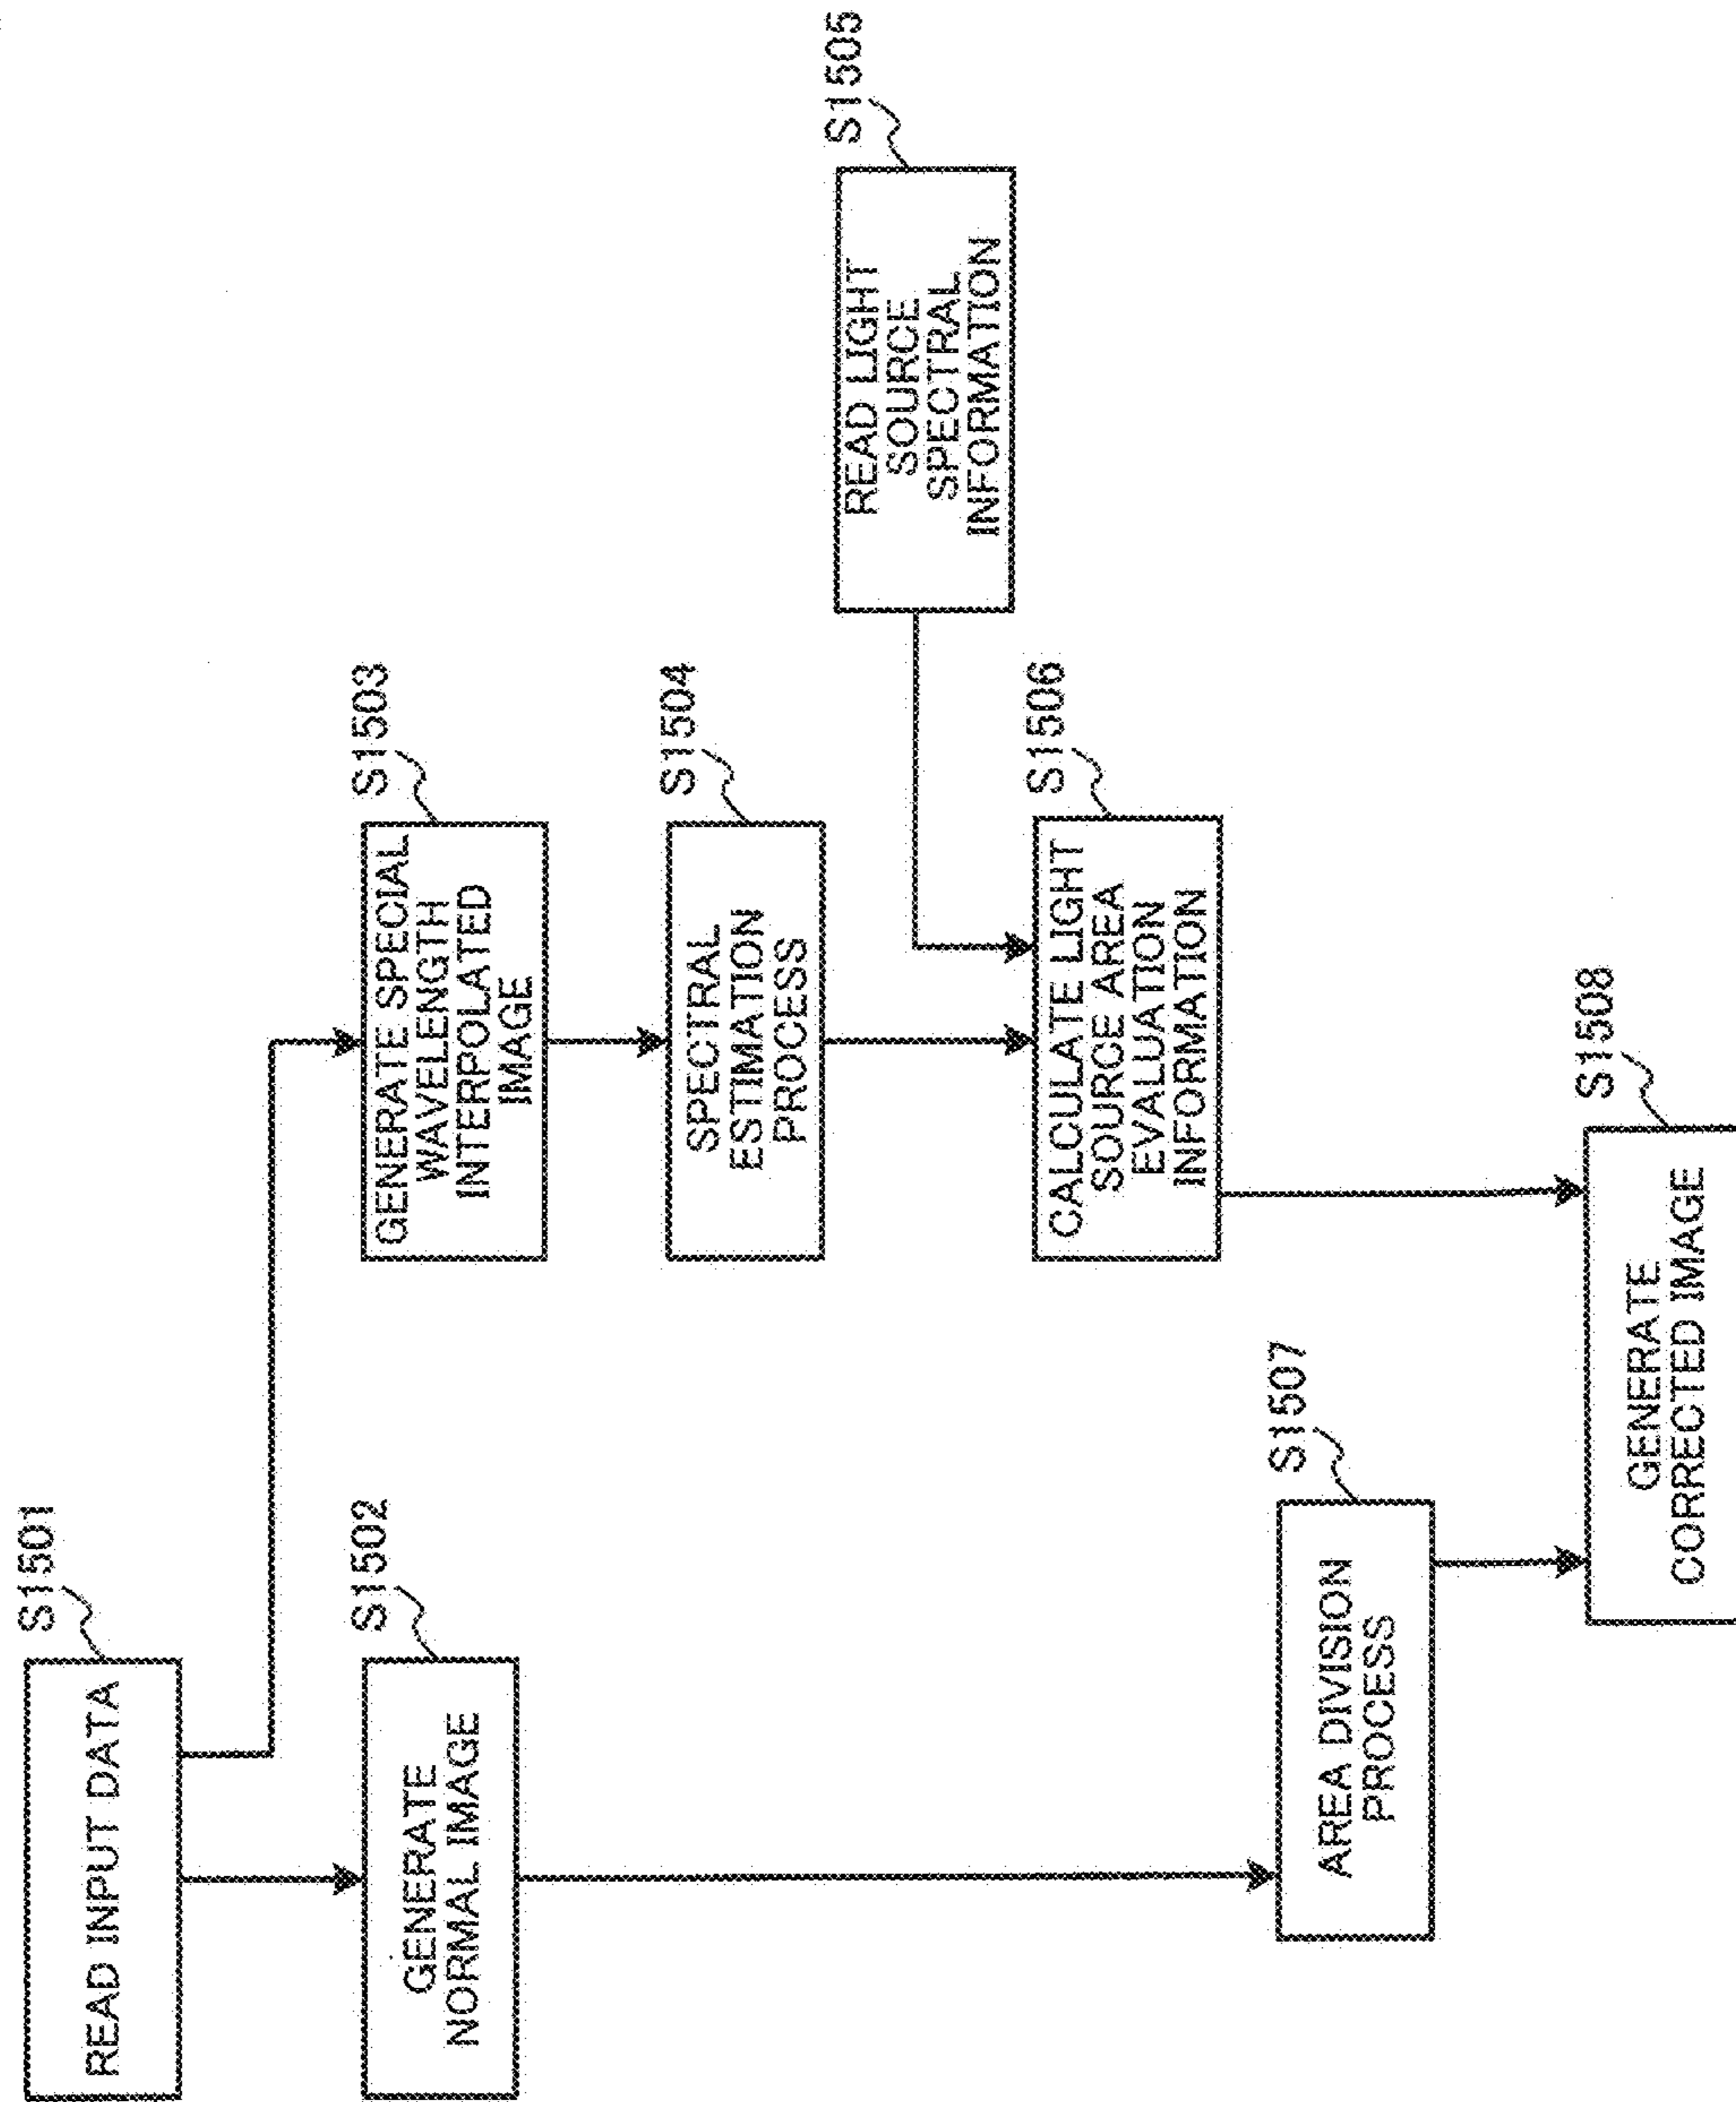 S1501
READ INPUT DATA
S1502
GENERATE
NORMAL IMAGE
S1503
GENERATE SPECIAL
WAVELENGTH
INTERPOLATED
IMAGE
S1504
SPECTRAL
ESTIMATION
PROCESS
S1505
READ LIGHT
SOURCE
SPECTRAL
INFORMATION
S1506
CALCULATE LIGHT
SOURCE AREA
EVALUATION
INFORMATION
S1507
AREA DIVISION
PROCESS
S1508
GENERATE
CORRECTED IMAGE